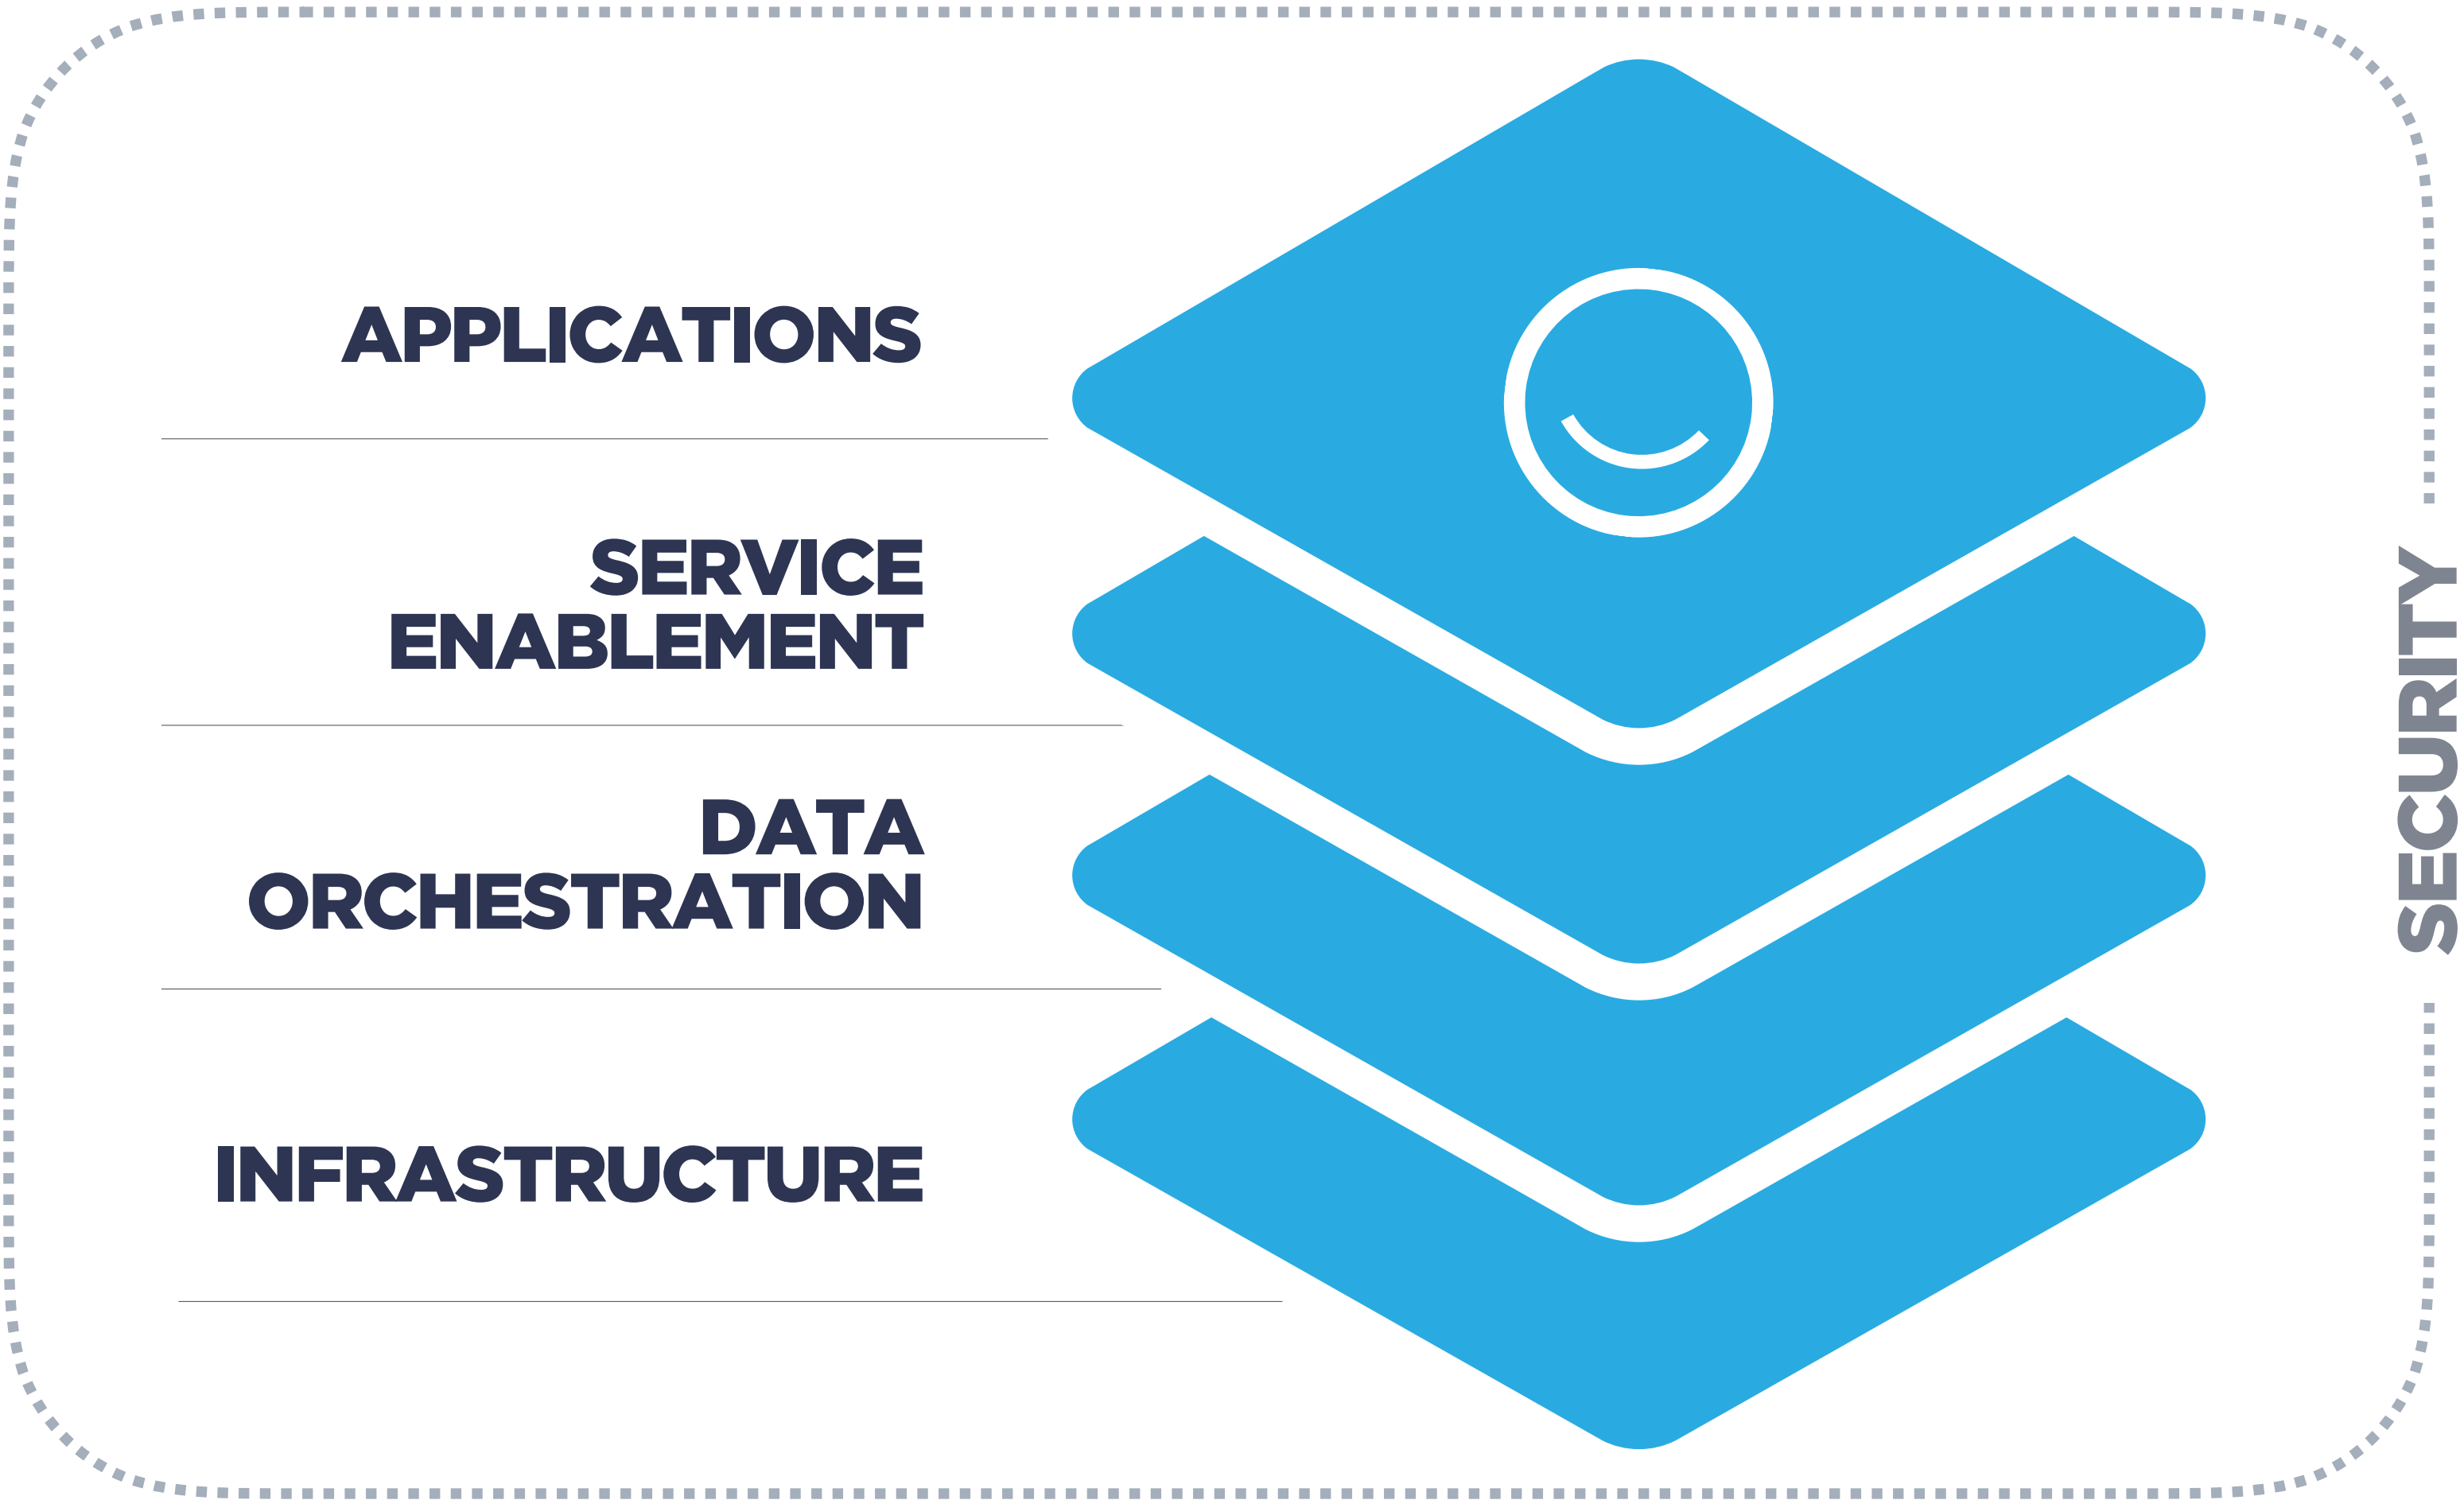 APPLICATIONS
SERVICE
ENABLEMENT
DATA
ORCHESTRATION
INFRASTRUCTURE
SECURITY